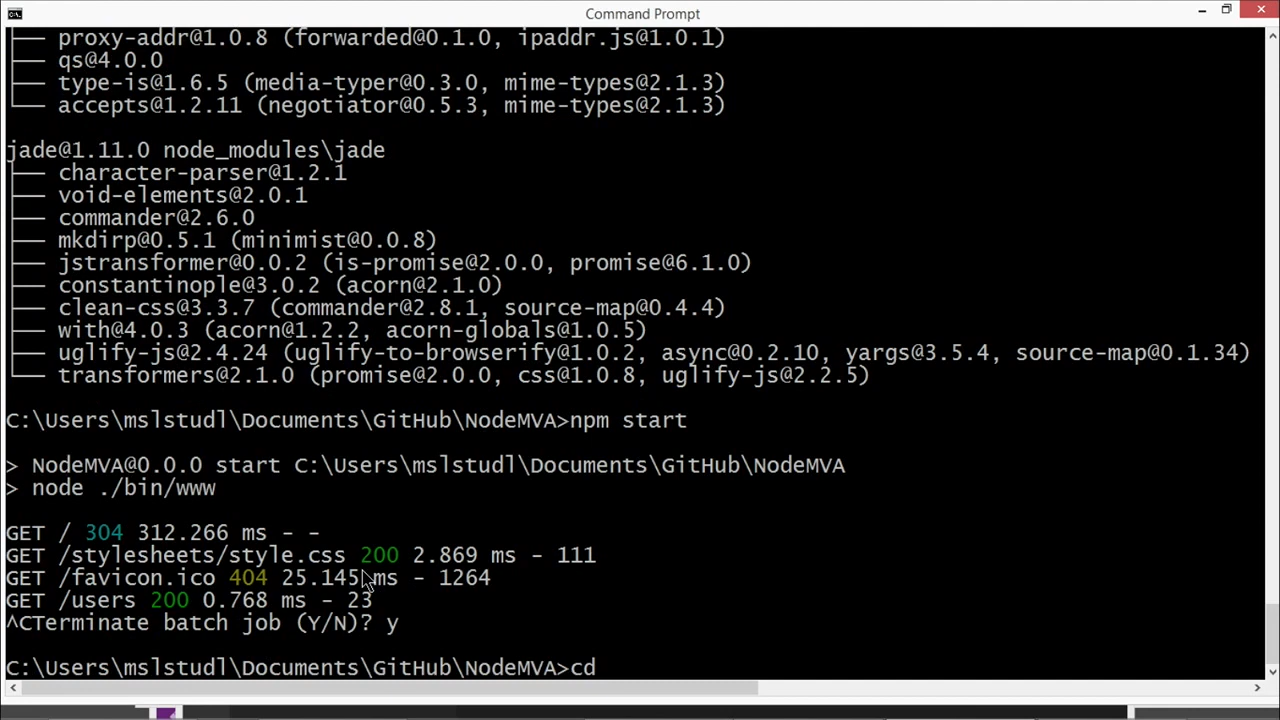 Command Prompt
├── proxy-addr@1.0.8 (forwarded@0.1.0, ipaddr.js@1.0.1)
├── qs@4.0.0
├── type-is@1.6.5 (media-typer@0.3.0, mime-types@2.1.3)
└── accepts@1.2.11 (negotiator@0.5.3, mime-types@2.1.3)
jade@1.11.0 node_modules\jade
├── character-parser@1.2.1
├── void-elements@2.0.1
├── commander@2.6.0
├── mkdirp@0.5.1 (minimist@0.0.8)
├── jstransformer@0.0.2 (is-promise@2.0.0, promise@6.1.0)
├── constantinople@3.0.2 (acorn@2.1.0)
├── clean-css@3.3.7 (commander@2.8.1, source-map@0.4.4)
├── with@4.0.3 (acorn@1.2.2, acorn-globals@1.0.5)
├── uglify-js@2.4.24 (uglify-to-browserify@1.0.2, async@0.2.10, yargs@3.5.4, source-map@0.1.34)
└── transformers@2.1.0 (promise@2.0.0, css@1.0.8, uglify-js@2.2.5)
C:\Users\mslstudl\Documents\GitHub\NodeMVA>npm start
> NodeMVA@0.0.0 start C:\Users\mslstudl\Documents\GitHub\NodeMVA
> node ./bin/www
GET / 304 312.266 ms - -
GET /stylesheets/style.css 200 2.869 ms - 111
GET /favicon.ico 404 25.145 ms - 1264
GET /users 200 0.768 ms - 23
^CTerminate batch job (Y/N)? y
C:\Users\mslstudl\Documents\GitHub\NodeMVA>cd